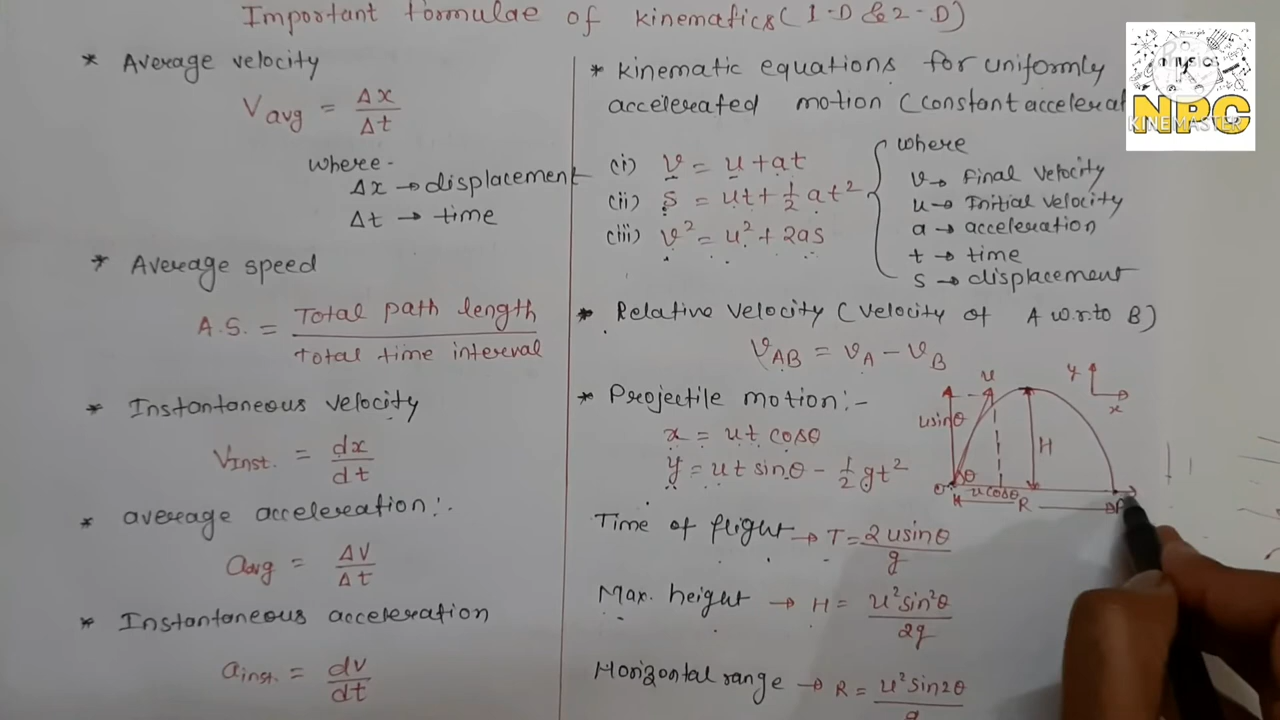 Important formulae of kinematics (1-D & 2-D)
* Average velocity
Vavg = Δx/Δt
where-
Δx → displacement
Δt → time
* Average speed
A.S. = Total path length / Total time interval
* Instantaneous velocity
VInst. = dx/dt
* average acceleration:.
aavg = ΔV/Δt
* Instantaneous acceleration
ainst. = dv/dt
* Kinematic equations for uniformly
accelerated motion (constant accelerat
(i) v = u + at
(ii) s = ut + 1/2 at²
(iii) v² = u² + 2as
where
v → Final velocity
u → Initial velocity
a → acceleration
t → time
s → displacement
* Relative velocity (velocity of A w.r.to B)
VAB = VA − VB
* Projectile motion:-
x = ut cosθ
y = ut sinθ − 1/2 gt²
Time of flight → T = 2usinθ/g
Max. height → H = u²sin²θ/2g
Horizontal range → R = u²sin2θ/g
u
y
x
usinθ
H
θ
O
ucosθ
R
physics
NPC
KINEMASTER